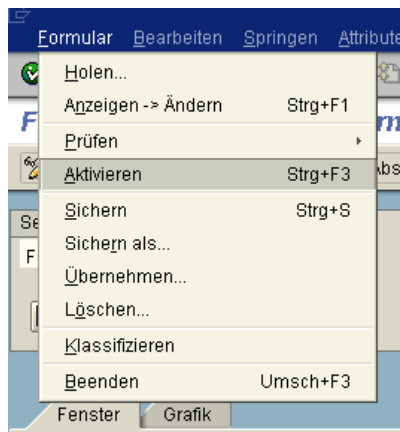 Formular Bearbeiten Springen Attribute
Holen...
Anzeigen -> Ändern Strg+F1
Prüfen
Aktivieren Strg+F3
Sichern Strg+S
Sichern als...
Übernehmen...
Löschen...
Klassifizieren
Beenden Umsch+F3
Fenster Grafik